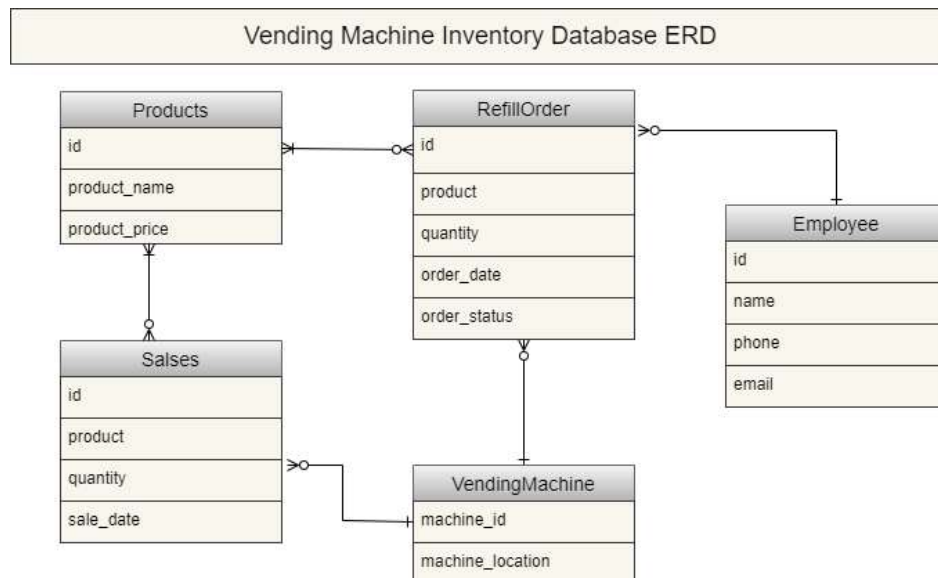 Vending Machine Inventory Database ERD
Products
id
product_name
product_price
RefillOrder
id
product
quantity
order_date
order_status
Employee
id
name
phone
email
Salses
id
product
quantity
sale_date
VendingMachine
machine_id
machine_location